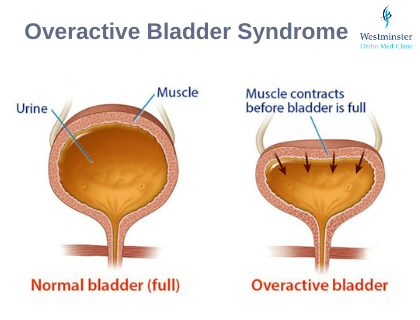 Overactive Bladder Syndrome
Westminster
Ortho Med Clinic
Muscle
Urine
Muscle contracts
before bladder is full
Normal bladder (full)
Overactive bladder